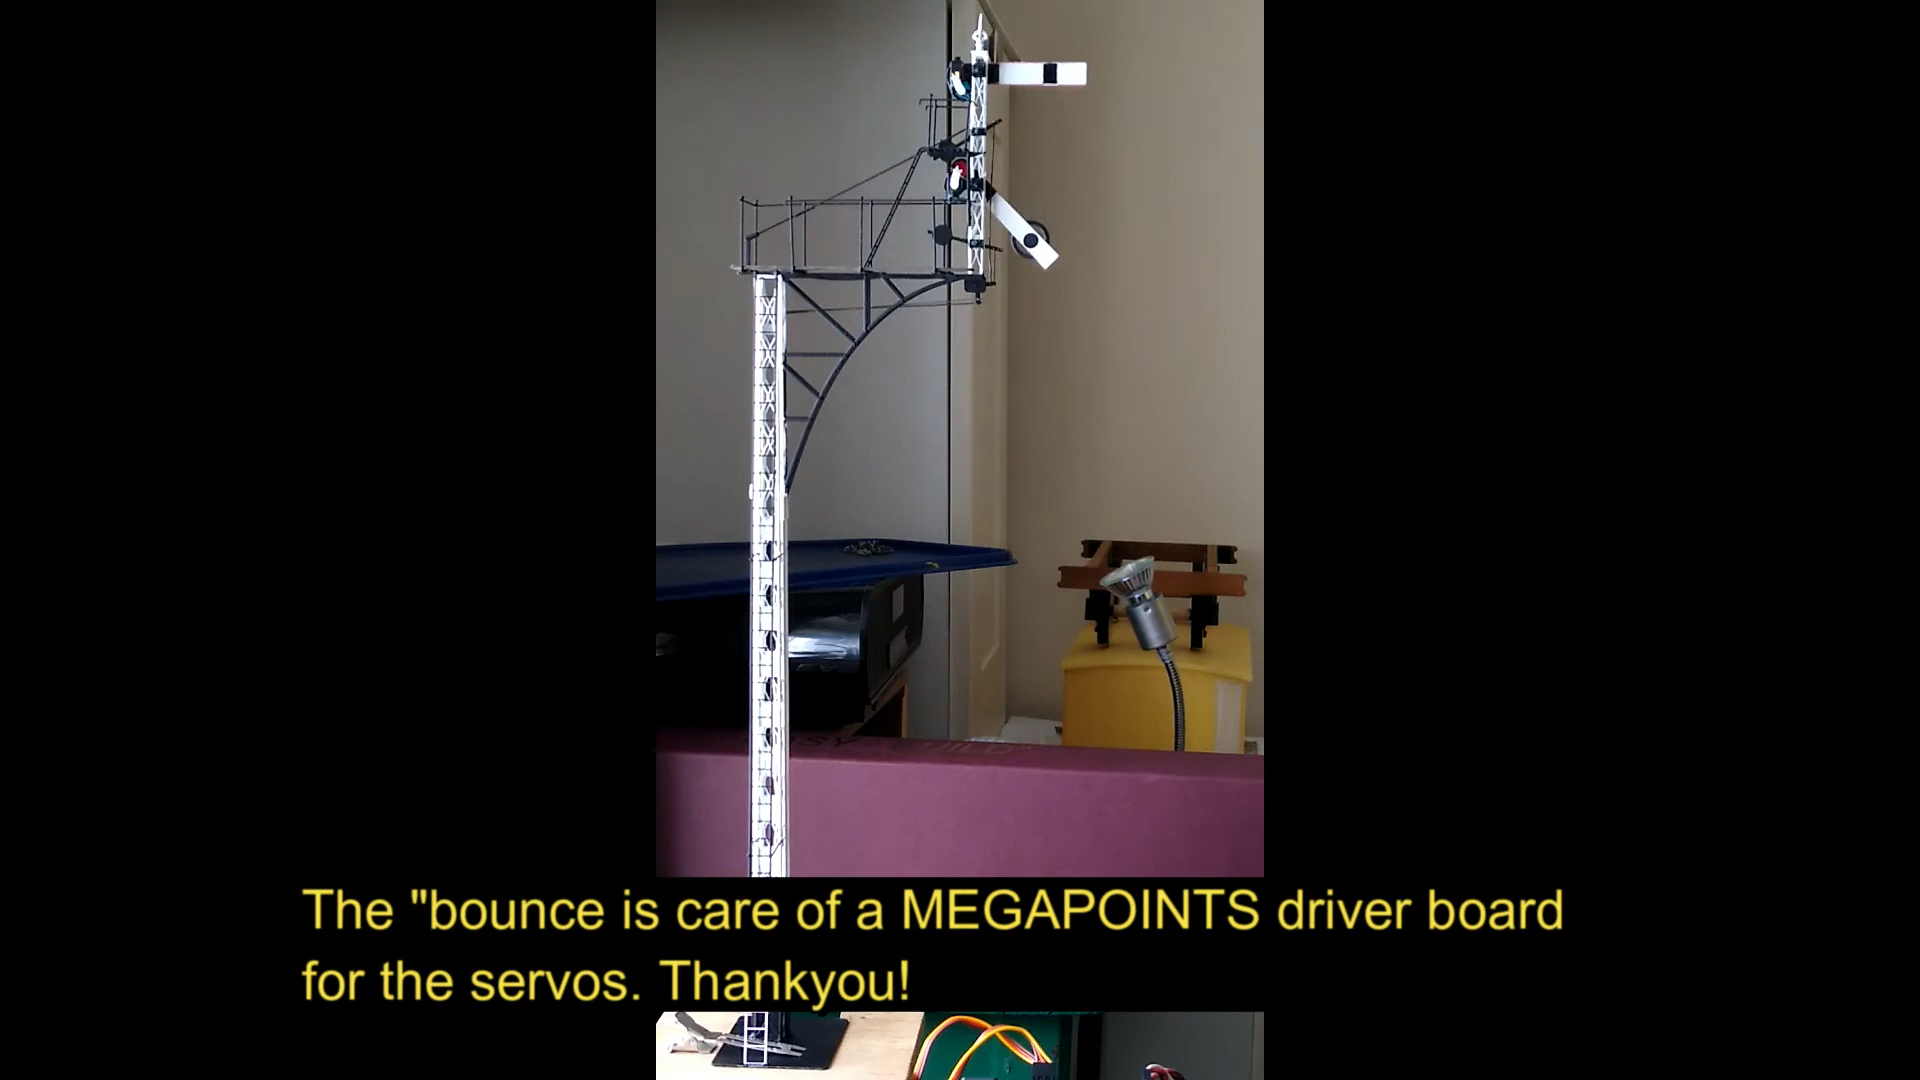 The "bounce is care of a MEGAPOINTS driver board
for the servos. Thankyou!